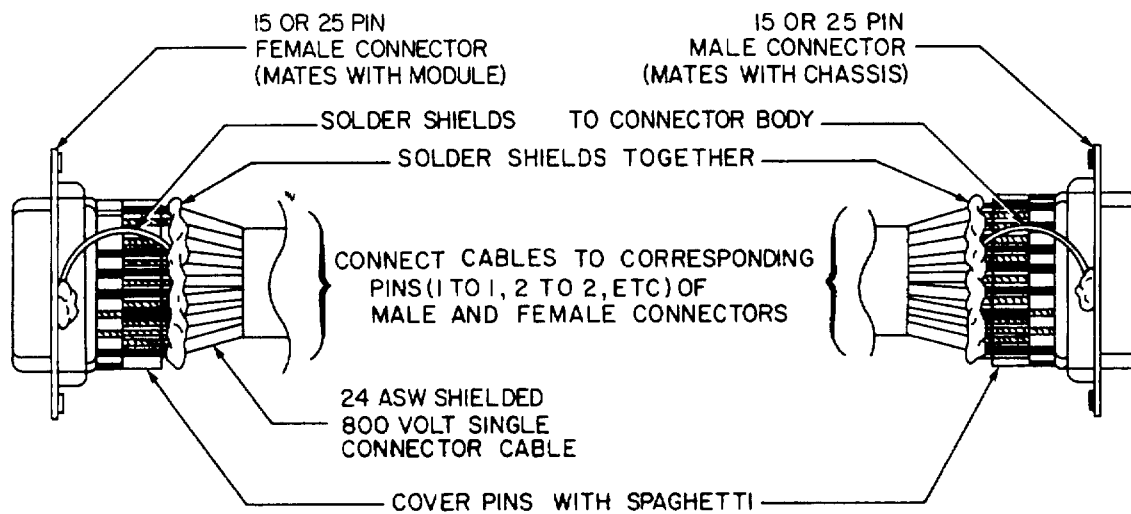 15 OR 25 PIN
FEMALE CONNECTOR
(MATES WITH MODULE)
15 OR 25 PIN
MALE CONNECTOR
(MATES WITH CHASSIS)
SOLDER SHIELDS TO CONNECTOR BODY
SOLDER SHIELDS TOGETHER
CONNECT CABLES TO CORRESPONDING
PINS (1 TO 1, 2 TO 2, ETC) OF
MALE AND FEMALE CONNECTORS
24 ASW SHIELDED
800 VOLT SINGLE
CONNECTOR CABLE
COVER PINS WITH SPAGHETTI